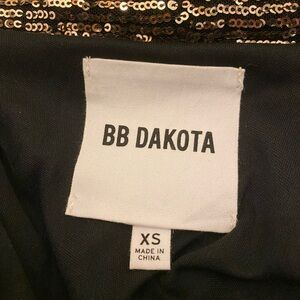 BB DAKOTA
XS
MADE IN
CHINA